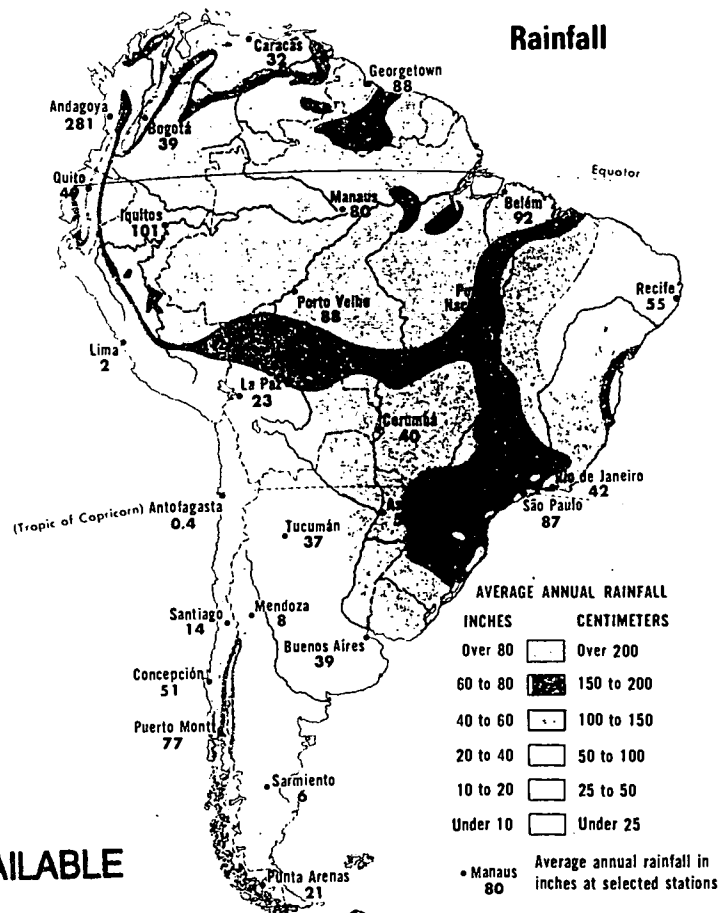 Rainfall
Caracas
32
Georgetown
88
Andagoya
281
Bogotá
39
Equator
Quito
Manaus
80
Belém
92
Iquitos
101
Recife
55
Porto Velho
88
Lima
2
La Paz
23
Corumbá
40
Rio de Janeiro
42
São Paulo
87
(Tropic of Copricorn) Antofagasta
0.4
Tucumán
37
AVERAGE ANNUAL RAINFALL
INCHES CENTIMETERS
Over 80 Over 200
60 to 80 150 to 200
40 to 60 100 to 150
20 to 40 50 to 100
10 to 20 25 to 50
Under 10 Under 25
• Manaus Average annual rainfall in
80 inches at selected stations
Santiago
14
Mendoza
8
Buenos Aires
39
Concepción
51
Puerto Montt
77
Sarmiento
6
AILABLE
Punta Arenas
21